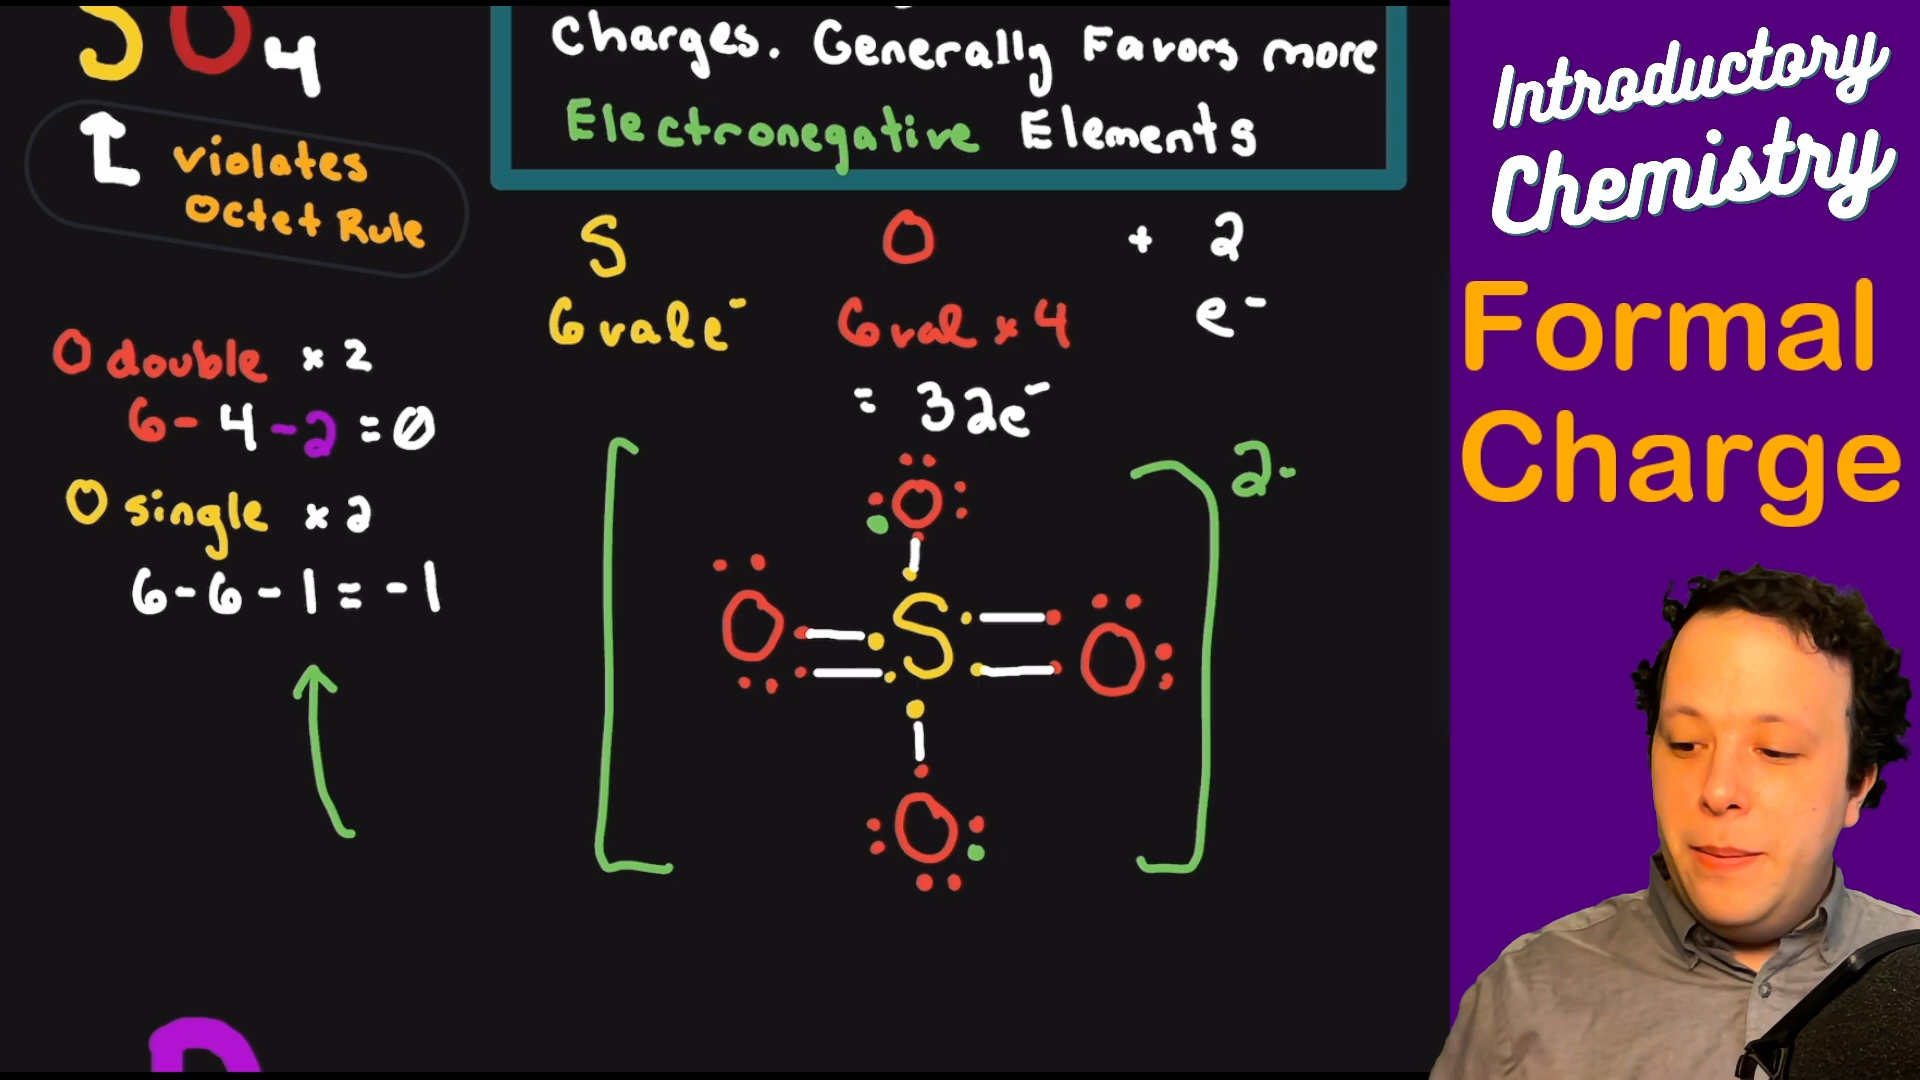 SO4
violates
Octet Rule
Charges. Generally Favors more
Electronegative Elements
S O + 2
6 val e- 6 val x 4 e-
= 32e-
O double x 2
6-4-2=0
O single x 2
6-6-1=-1
2-
O
O S O
O
Introductory
Chemistry
Formal
Charge